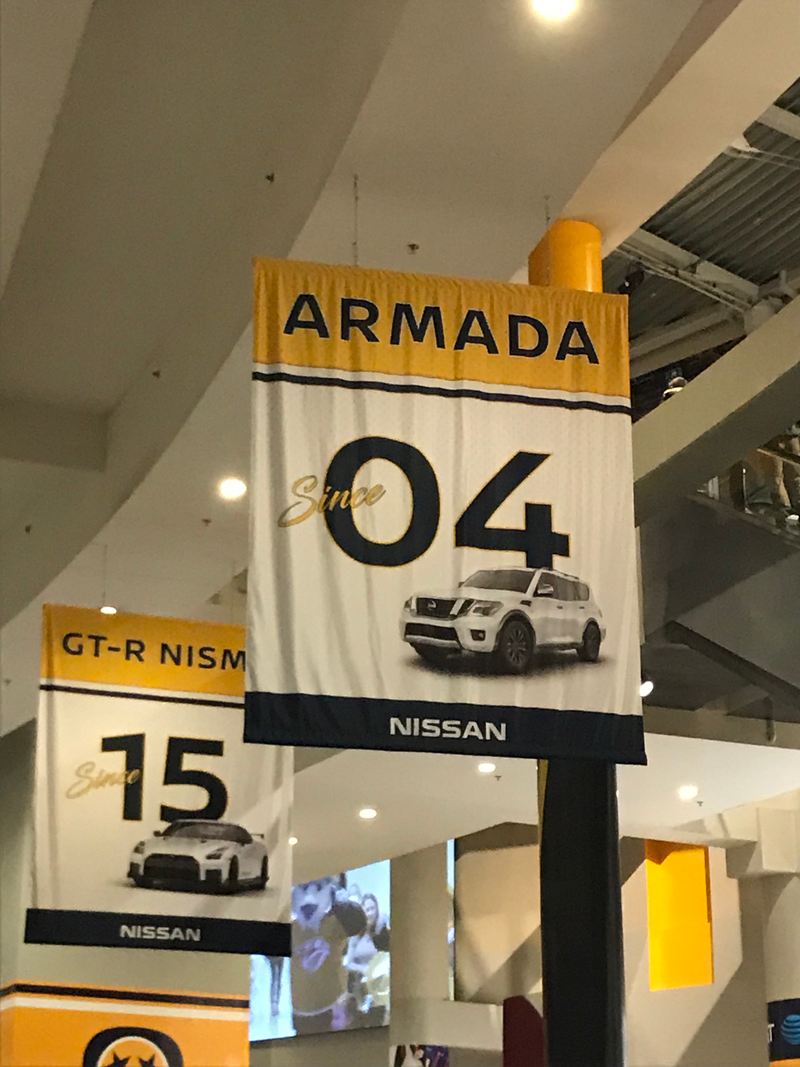 ARMADA
Since 04
NISSAN
GT-R NISM
Since 15
NISSAN